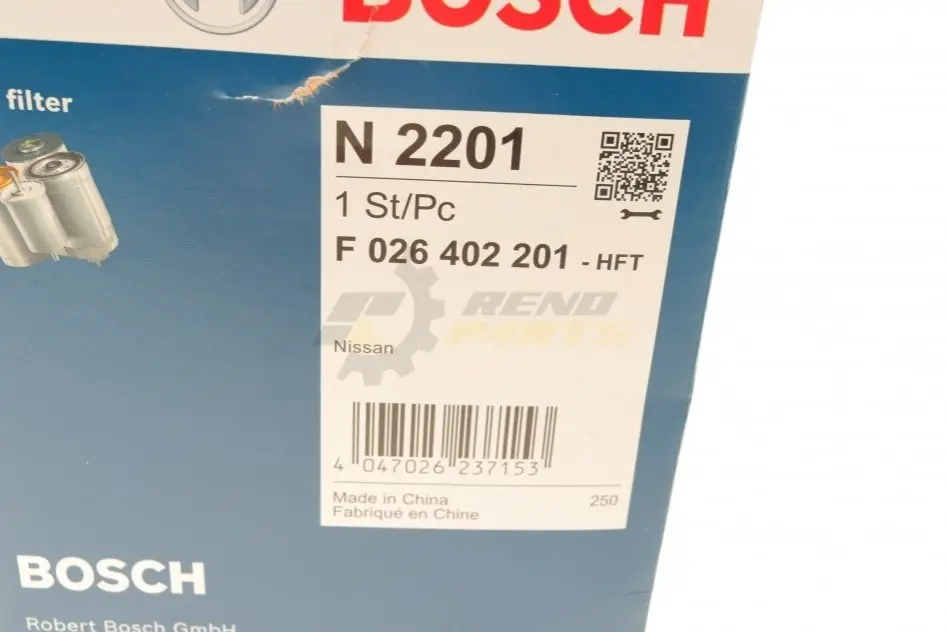 BOSCH
filter
N 2201
1 St/Pc
F 026 402 201 - HFT
RENO
PARTS
Nissan
4 047026 237153
Made in China
250
Fabriqué en Chine
BOSCH
Robert Bosch GmbH